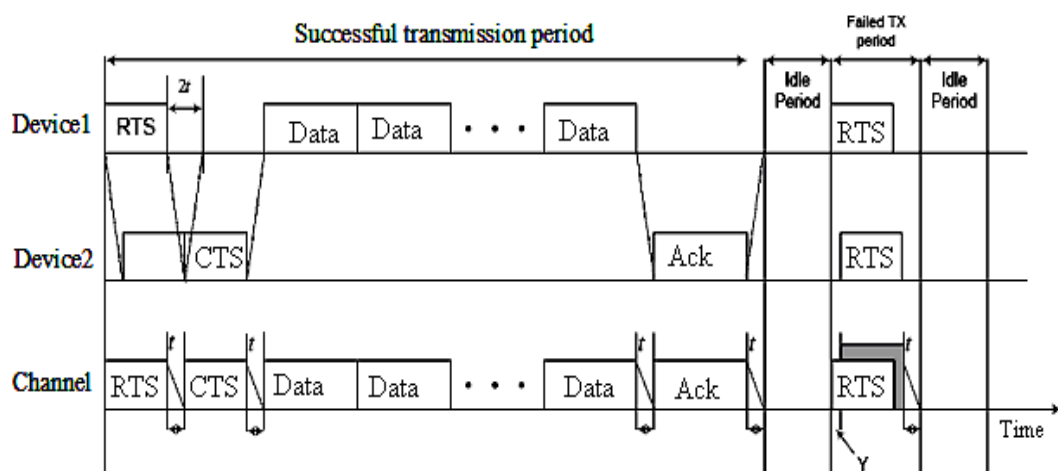 Successful transmission period
Failed TX
period
Idle
Period
Idle
Period
2t
Device1
RTS
Data
Data
• • •
Data
RTS
Device2
CTS
Ack
RTS
t
t
t
t
t
Channel
RTS
CTS
Data
Data
• • •
Data
Ack
RTS
Time
Y